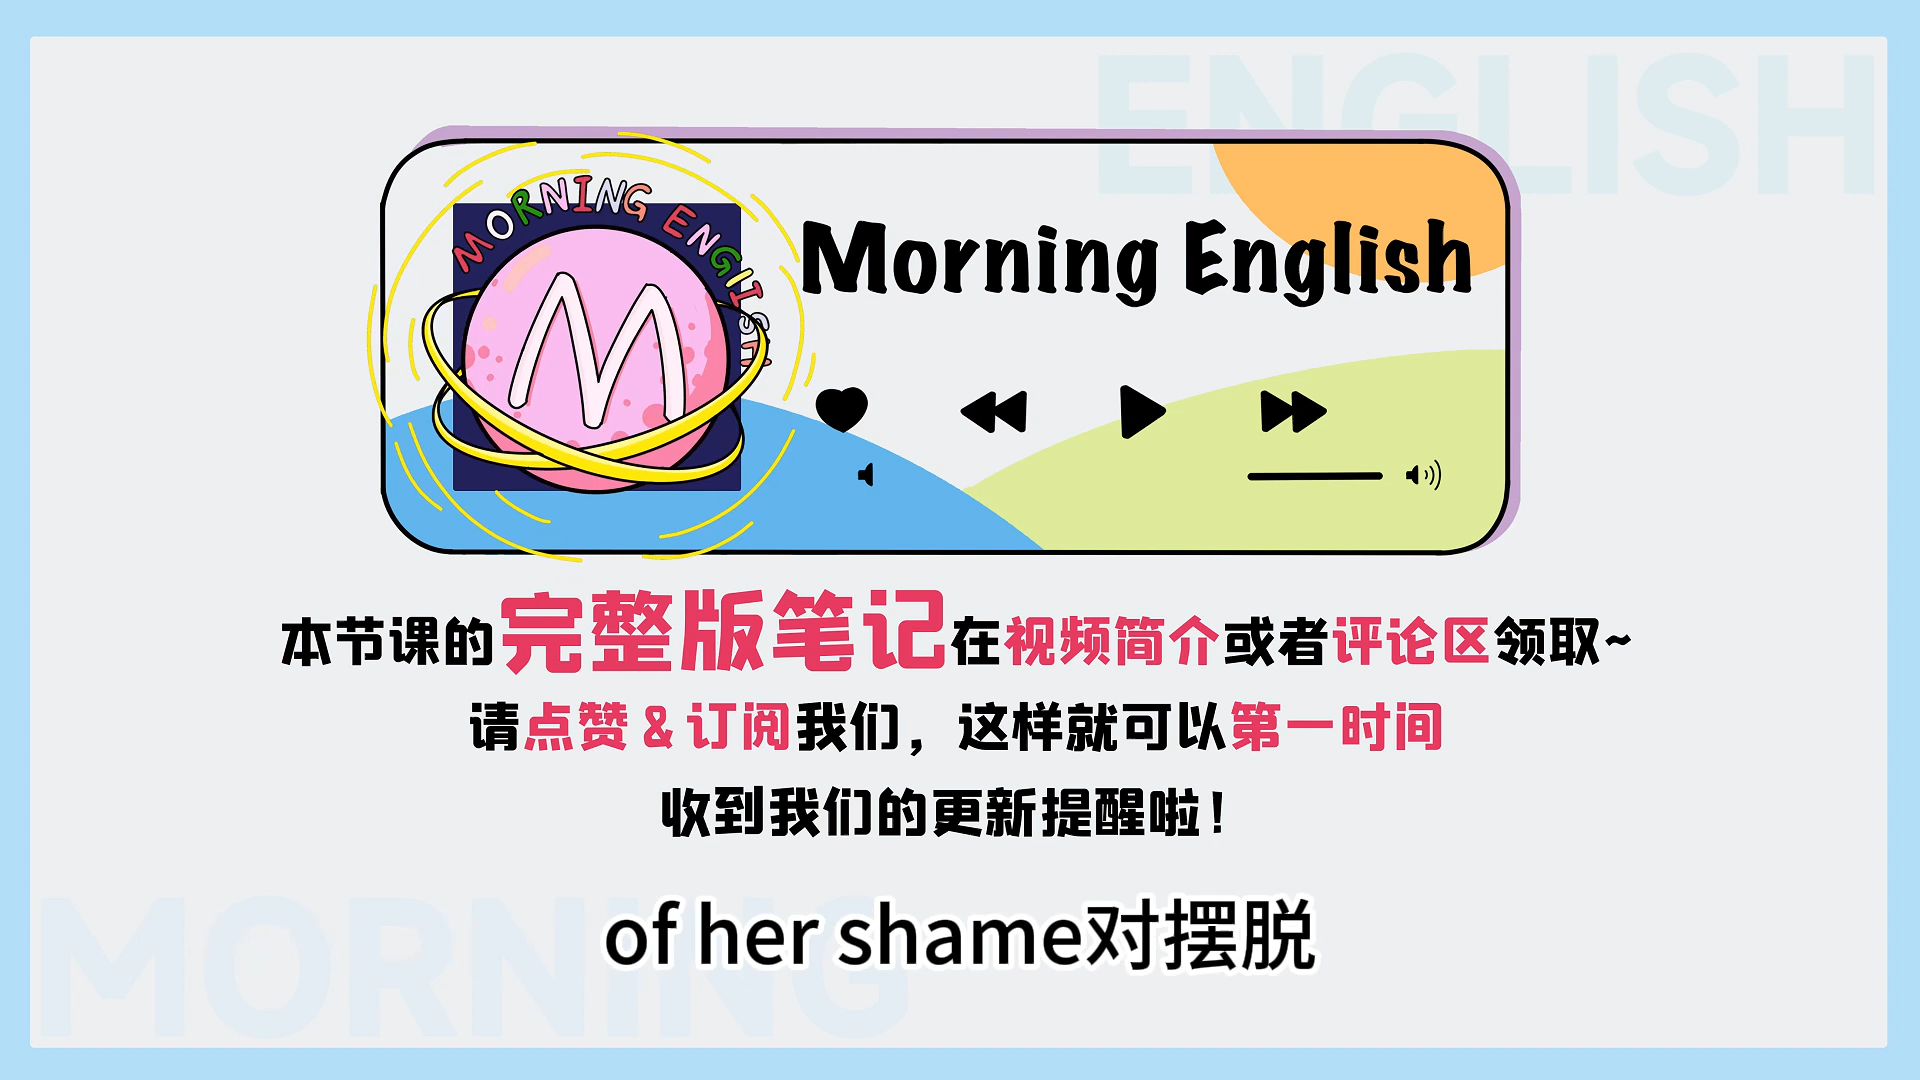 ENGLISH
MORNING ENGLISH
M
Morning English
本节课的完整版笔记在视频简介或者评论区领取~
请点赞&订阅我们，这样就可以第一时间
收到我们的更新提醒啦！
of her shame对摆脱
MORNING